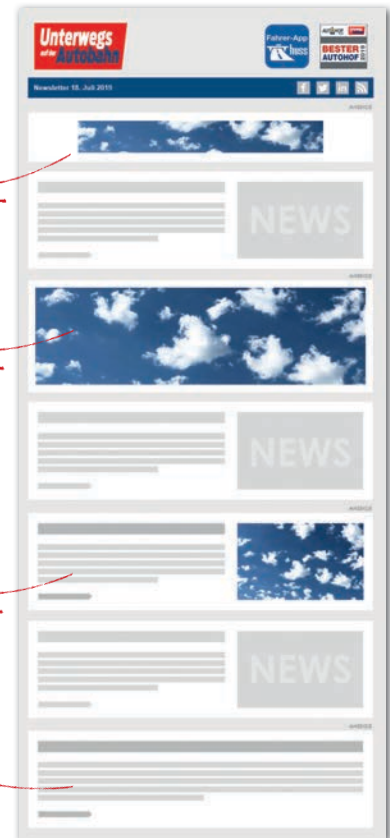 Unterwegs
auf der Autobahn
Fahrer-App
huss
BESTER
AUTOHOF
Newsletter 18. Juli 2019
ANZEIGE
NEWS
ANZEIGE
NEWS
ANZEIGE
NEWS
ANZEIGE